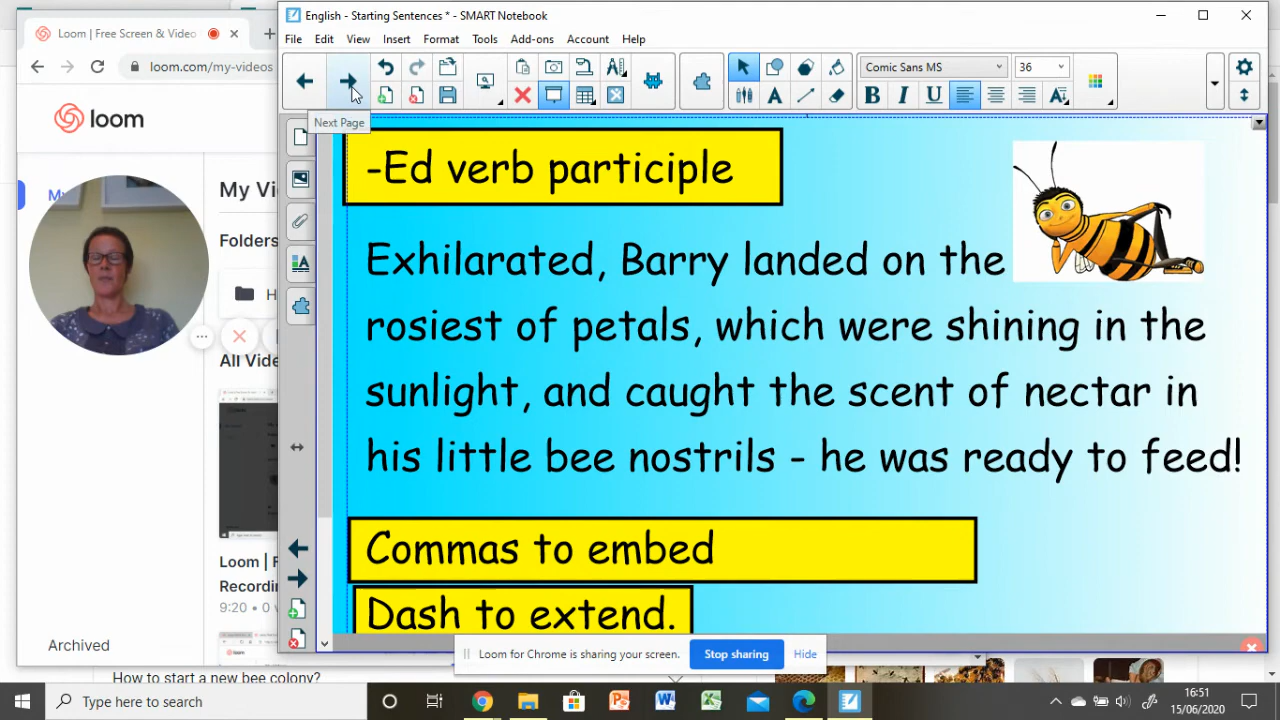 Loom | Free Screen & Video
loom.com/my-videos
loom
My Vi
Folders
H
All Vide
Loom | F
Recordin
9:20 • 0 v
Archived
How to start a new bee colony?
English - Starting Sentences * - SMART Notebook
File Edit View Insert Format Tools Add-ons Account Help
Comic Sans MS 36
Next Page
-Ed verb participle
Exhilarated, Barry landed on the
rosiest of petals, which were shining in the
sunlight, and caught the scent of nectar in
his little bee nostrils - he was ready to feed!
Commas to embed
Dash to extend.
Loom for Chrome is sharing your screen. Stop sharing Hide
Type here to search
16:51
15/06/2020